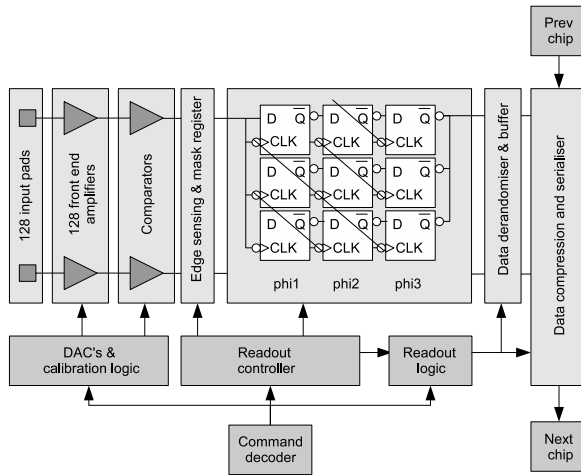 Prev
chip
128 input pads
128 front end
amplifiers
Comparators
Edge sensing & mask register
D Q D Q D Q
CLK CLK CLK
D Q D Q D Q
CLK CLK CLK
D Q D Q D Q
CLK CLK CLK
phi1 phi2 phi3
Data derandomiser & buffer
Data compression and serialiser
DAC's &
calibration logic
Readout
controller
Readout
logic
Command
decoder
Next
chip